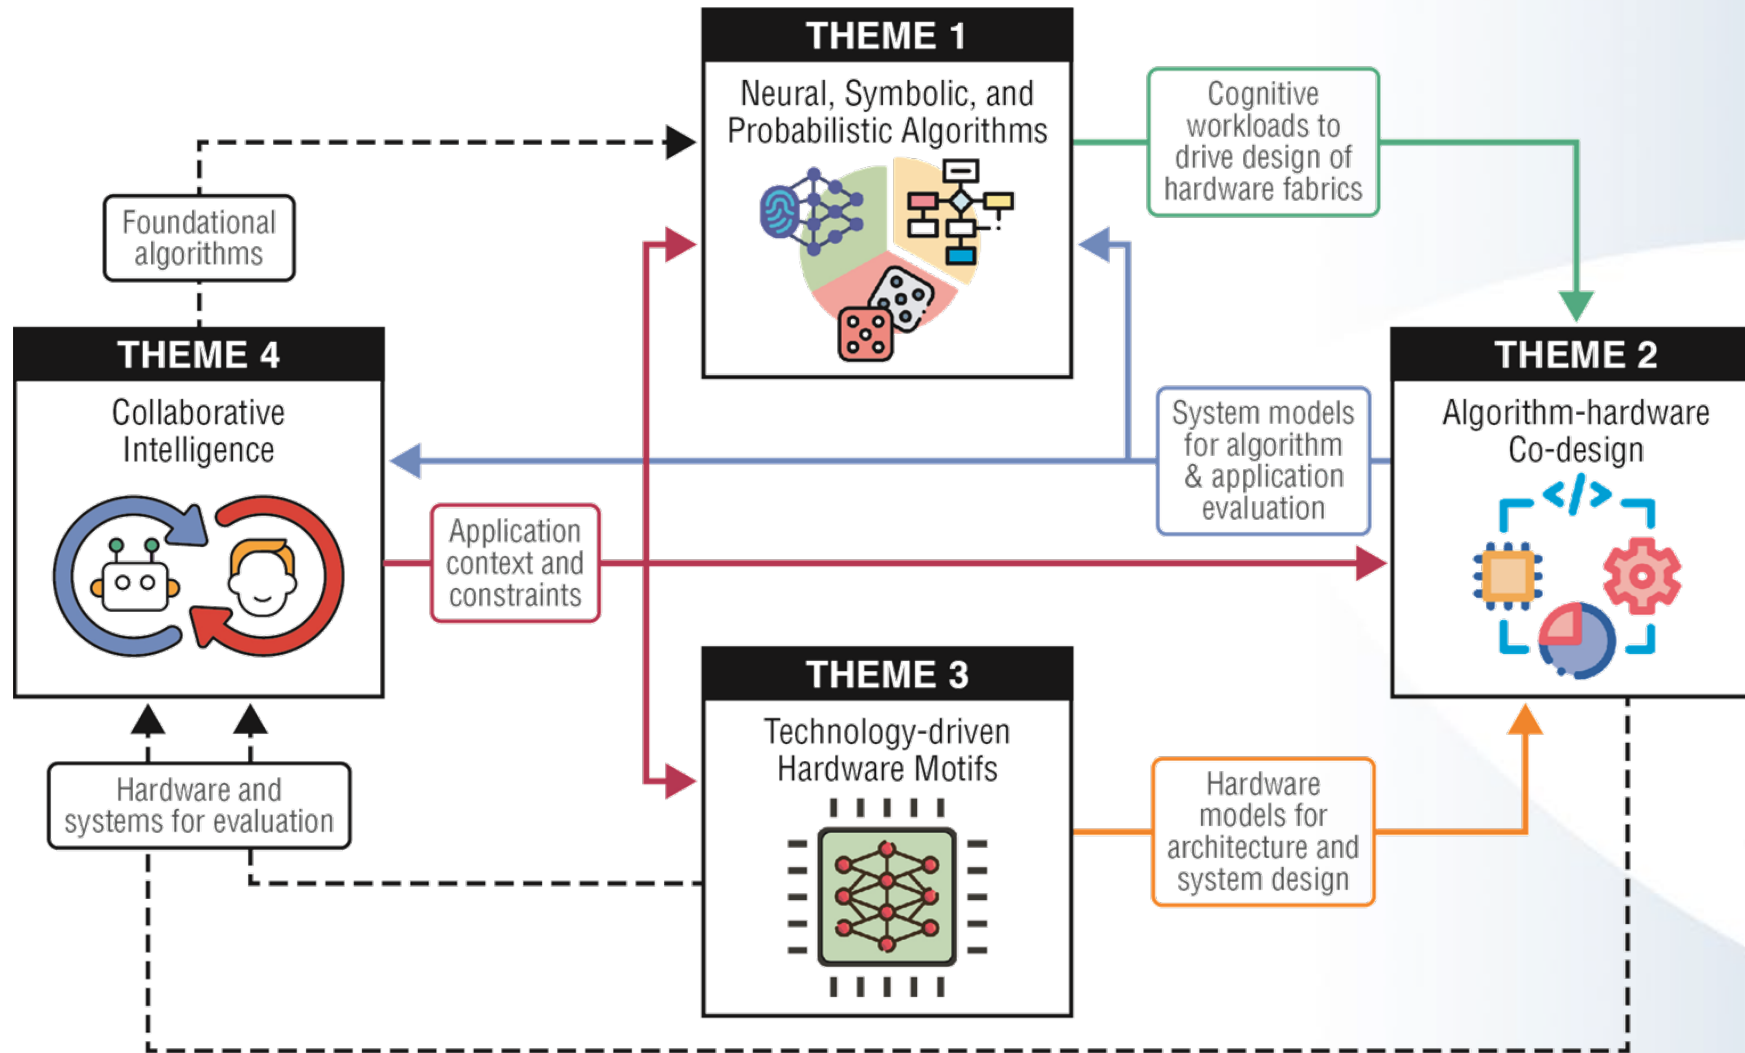 THEME 1
Neural, Symbolic, and
Probabilistic Algorithms
Cognitive
workloads to
drive design of
hardware fabrics
Foundational
algorithms
THEME 4
Collaborative
Intelligence
THEME 2
Algorithm-hardware
Co-design
</>
System models
for algorithm
& application
evaluation
Application
context and
constraints
THEME 3
Technology-driven
Hardware Motifs
Hardware and
systems for evaluation
Hardware
models for
architecture and
system design